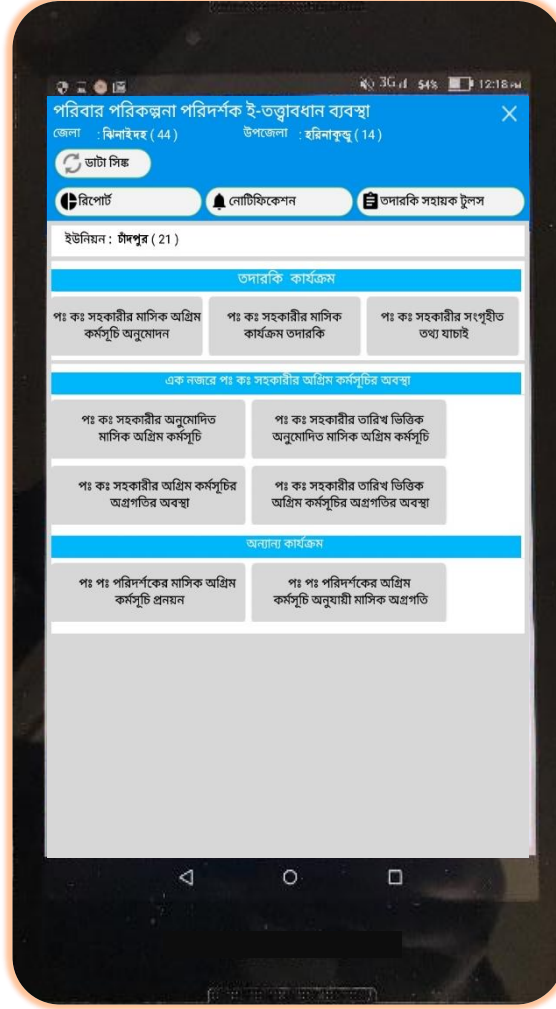 3G 54% 12:18 PM
পরিবার পরিকল্পনা পরিদর্শক ই-তত্ত্বাবধান ব্যবস্থা
জেলা : ঝিনাইদহ ( 44 ) উপজেলা : হরিনাকুন্ডু ( 14 )
ডাটা সিঙ্ক
রিপোর্ট নোটিফিকেশন তদারকি সহায়ক টুলস
ইউনিয়ন : চাঁদপুর ( 21 )
তদারকি কার্যক্রম
পঃ কঃ সহকারীর মাসিক অগ্রিম
কর্মসূচি অনুমোদন
পঃ কঃ সহকারীর মাসিক
কার্যক্রম তদারকি
পঃ কঃ সহকারীর সংগৃহীত
তথ্য যাচাই
এক নজরে পঃ কঃ সহকারীর অগ্রিম কর্মসূচির অবস্থা
পঃ কঃ সহকারীর অনুমোদিত
মাসিক অগ্রিম কর্মসূচি
পঃ কঃ সহকারীর তারিখ ভিত্তিক
অনুমোদিত মাসিক অগ্রিম কর্মসূচি
পঃ কঃ সহকারীর অগ্রিম কর্মসূচির
অগ্রগতির অবস্থা
পঃ কঃ সহকারীর তারিখ ভিত্তিক
অগ্রিম কর্মসূচির অগ্রগতির অবস্থা
অন্যান্য কার্যক্রম
পঃ পঃ পরিদর্শকের মাসিক অগ্রিম
কর্মসূচি প্রনয়ন
পঃ পঃ পরিদর্শকের অগ্রিম
কর্মসূচি অনুযায়ী মাসিক অগ্রগতি